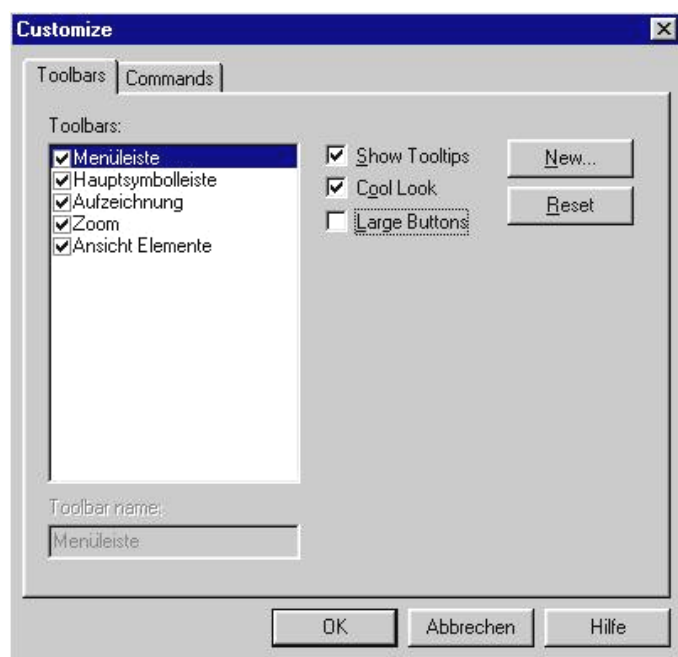 Customize
Toolbars Commands
Toolbars:
Menüleiste
Hauptsymbolleiste
Aufzeichnung
Zoom
Ansicht Elemente
Show Tooltips
Cool Look
Large Buttons
New...
Reset
Toolbar name:
Menüleiste
OK Abbrechen Hilfe